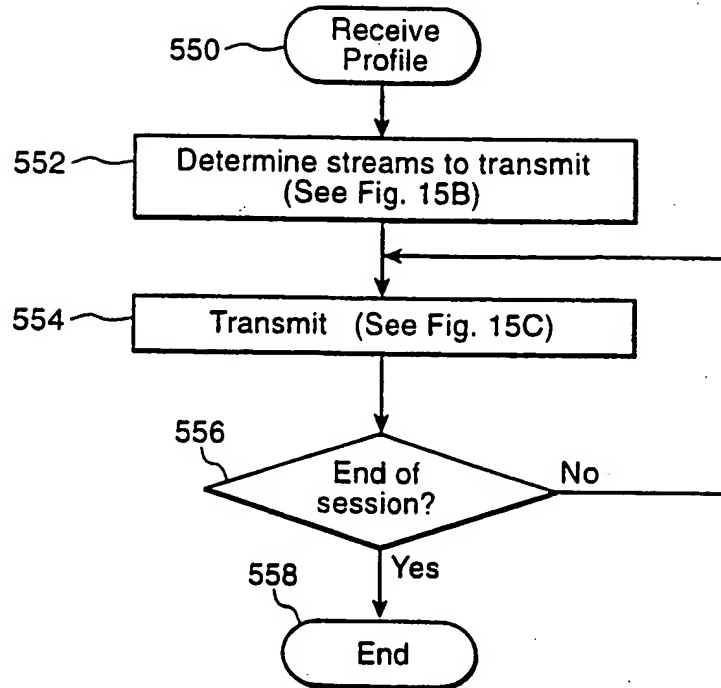 550
Receive
Profile
552
Determine streams to transmit
(See Fig. 15B)
554
Transmit (See Fig. 15C)
556
End of
session?
No
Yes
558
End